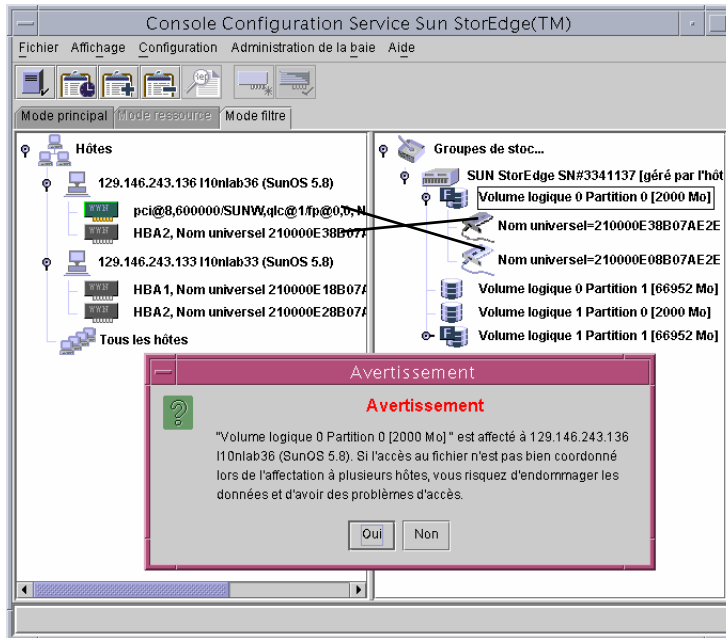 Console Configuration Service Sun StorEdge(TM)
Fichier Affichage Configuration Administration de la baie Aide
Mode principal Mode ressource Mode filtre
Hôtes
129.146.243.136 l10nlab36 (SunOS 5.8)
pci@8,600000/SUNW,qlc@1/fp@0,0, N
HBA2, Nom universel 210000E38B07A
129.146.243.133 l10nlab33 (SunOS 5.8)
HBA1, Nom universel 210000E18B07A
HBA2, Nom universel 210000E28B07A
Tous les hôtes
Groupes de stoc...
SUN StorEdge SN#3341137 [géré par l'hôt
Volume logique 0 Partition 0 [2000 Mo]
Nom universel=210000E38B07AE2E
Nom universel=210000E08B07AE2E
Volume logique 0 Partition 1 [66952 Mo]
Volume logique 1 Partition 0 [2000 Mo]
Volume logique 1 Partition 1 [66952 Mo]
Avertissement
Avertissement
"Volume logique 0 Partition 0 [2000 Mo] " est affecté à 129.146.243.136
l10nlab36 (SunOS 5.8). Si l'accès au fichier n'est pas bien coordonné
lors de l'affectation à plusieurs hôtes, vous risquez d'endommager les
données et d'avoir des problèmes d'accès.
Oui Non